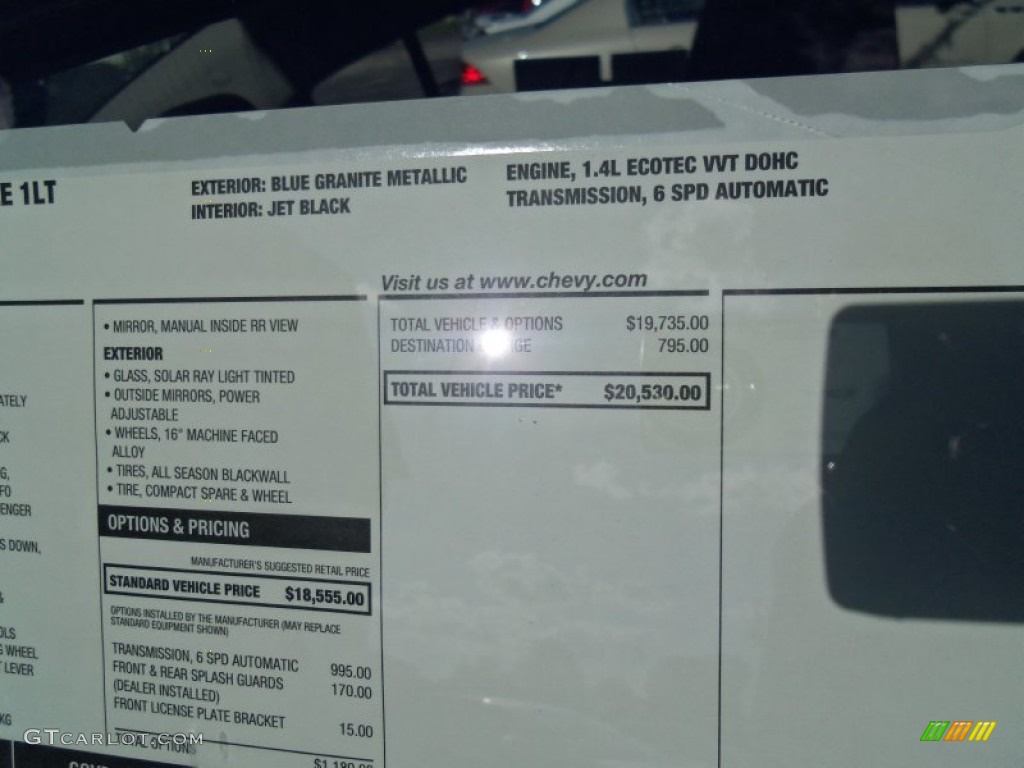 E 1LT
EXTERIOR: BLUE GRANITE METALLIC
INTERIOR: JET BLACK
ENGINE, 1.4L ECOTEC VVT DOHC
TRANSMISSION, 6 SPD AUTOMATIC
Visit us at www.chevy.com
ATELY
CK
G,
FO
ENGER
S DOWN,
&
OLS
G WHEEL
T LEVER
KG
• MIRROR, MANUAL INSIDE RR VIEW
EXTERIOR
• GLASS, SOLAR RAY LIGHT TINTED
• OUTSIDE MIRRORS, POWER
ADJUSTABLE
• WHEELS, 16" MACHINE FACED
ALLOY
• TIRES, ALL SEASON BLACKWALL
• TIRE, COMPACT SPARE & WHEEL
OPTIONS & PRICING
MANUFACTURER'S SUGGESTED RETAIL PRICE
STANDARD VEHICLE PRICE $18,555.00
OPTIONS INSTALLED BY THE MANUFACTURER (MAY REPLACE
STANDARD EQUIPMENT SHOWN)
TRANSMISSION, 6 SPD AUTOMATIC 995.00
FRONT & REAR SPLASH GUARDS 170.00
(DEALER INSTALLED)
FRONT LICENSE PLATE BRACKET 15.00
TOTAL OPTIONS $1,180.00
TOTAL VEHICLE & OPTIONS $19,735.00
DESTINATION 795.00
TOTAL VEHICLE PRICE* $20,530.00
GTcarlot.com